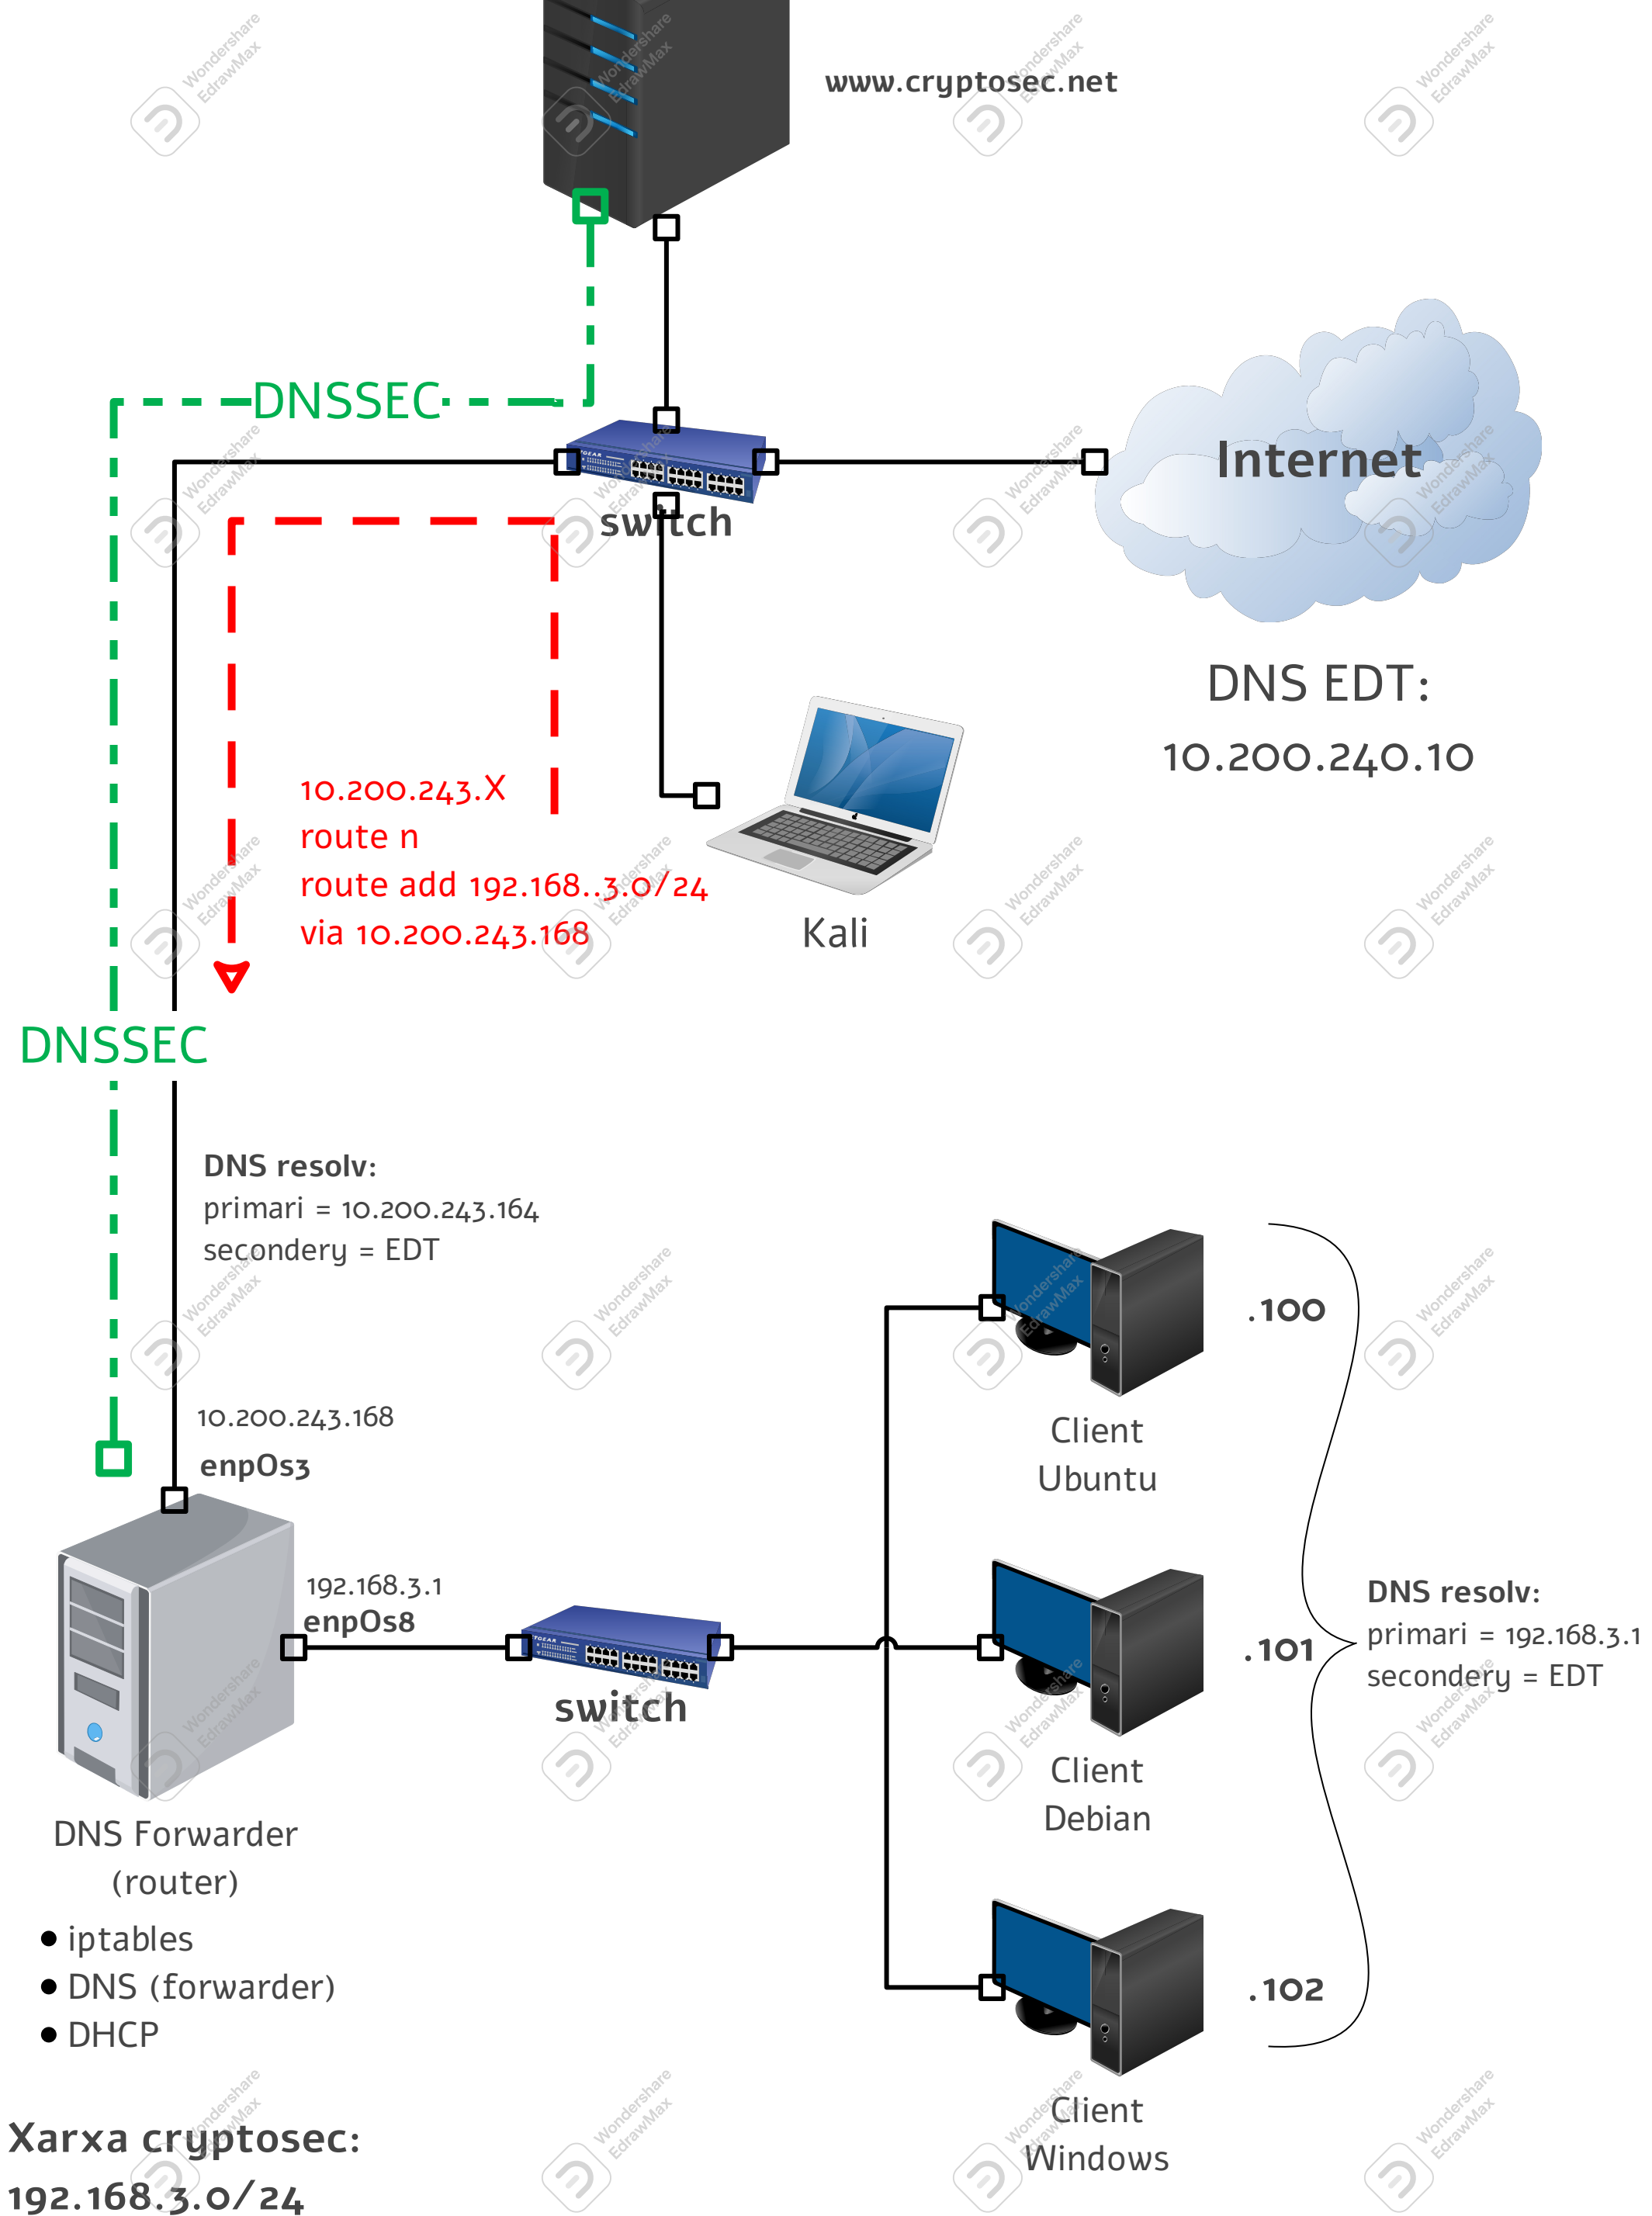 www.cryptosec.net
DNSSEC
Internet
switch
DNS EDT:
10.200.240.10
10.200.243.X
route n
route add 192.168..3.0/24
via 10.200.243.168
Kali
DNSSEC
DNS resolv:
primari = 10.200.243.164
secondery = EDT
10.200.243.168
enpOs3
.100
Client
Ubuntu
192.168.3.1
enpOs8
switch
.101
DNS resolv:
primari = 192.168.3.1
secondery = EDT
Client
Debian
DNS Forwarder
(router)
• iptables
• DNS (forwarder)
• DHCP
.102
Client
Windows
Xarxa cryptosec:
192.168.3.0/24
Wondershare
EdrawMax